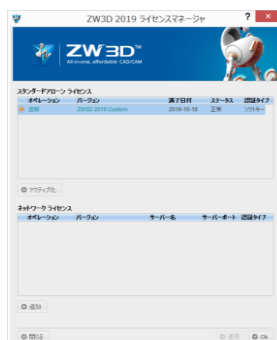 ZW3D 2019 ライセンスマネージャ
ZW3D™
All-in-one, affordable CAD/CAM
スタンドアローン ライセンス
オペレーション バージョン 満了日付 ステータス 認証タイプ
ZW3D 2019 Custom 2019-10-18 正常 ソフトキー
アクティブ化
ネットワーク ライセンス
オペレーション バージョン サーバー名 サーバーポート 認証タイプ
追加
閉じる Ok